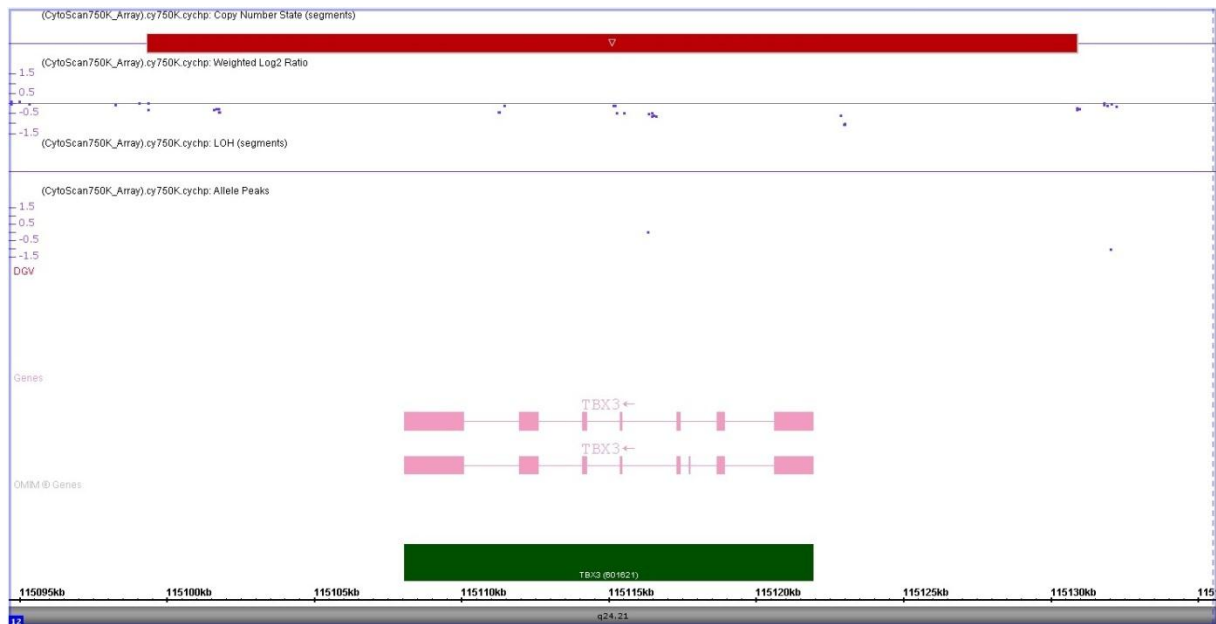 (CytoScan750K_Array).cy750K.cychp: Copy Number State (segments)
(CytoScan750K_Array).cy750K.cychp: Weighted Log2 Ratio
1.5
0.5
-0.5
-1.5
(CytoScan750K_Array).cy750K.cychp: LOH (segments)
(CytoScan750K_Array).cy750K.cychp: Allele Peaks
1.5
0.5
-0.5
-1.5
DGV
Genes
TBX3←
TBX3←
OMIM ® Genes
TBX3 (601621)
115095kb 115100kb 115105kb 115110kb 115115kb 115120kb 115125kb 115130kb
q24.21
12